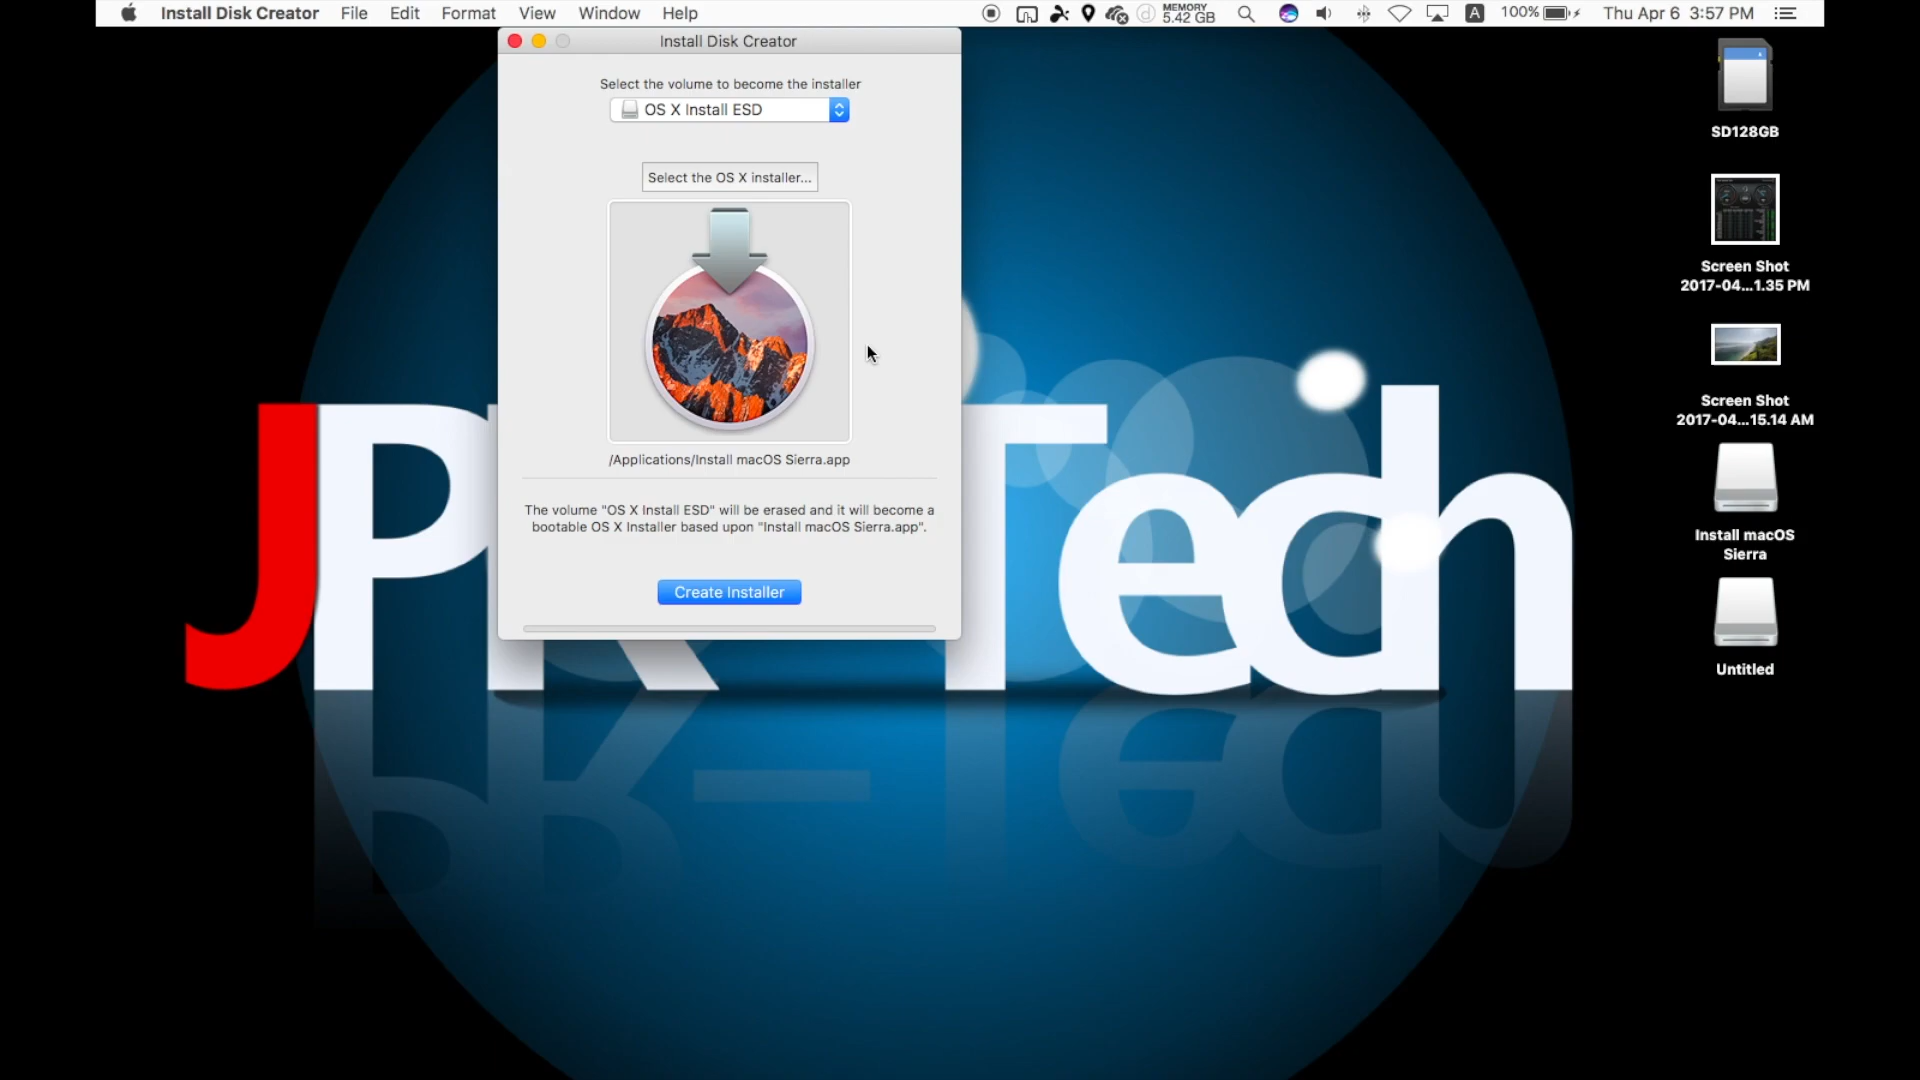 Install Disk Creator File Edit Format View Window Help MEMORY 5.42 GB A 100% Thu Apr 6 3:57 PM
Install Disk Creator
Select the volume to become the installer
OS X Install ESD
Select the OS X installer...
/Applications/Install macOS Sierra.app
The volume "OS X Install ESD" will be erased and it will become a
bootable OS X Installer based upon "Install macOS Sierra.app".
Create Installer
SD128GB
Screen Shot
2017-04...1.35 PM
Screen Shot
2017-04...15.14 AM
Install macOS
Sierra
Untitled
JPK-Tech